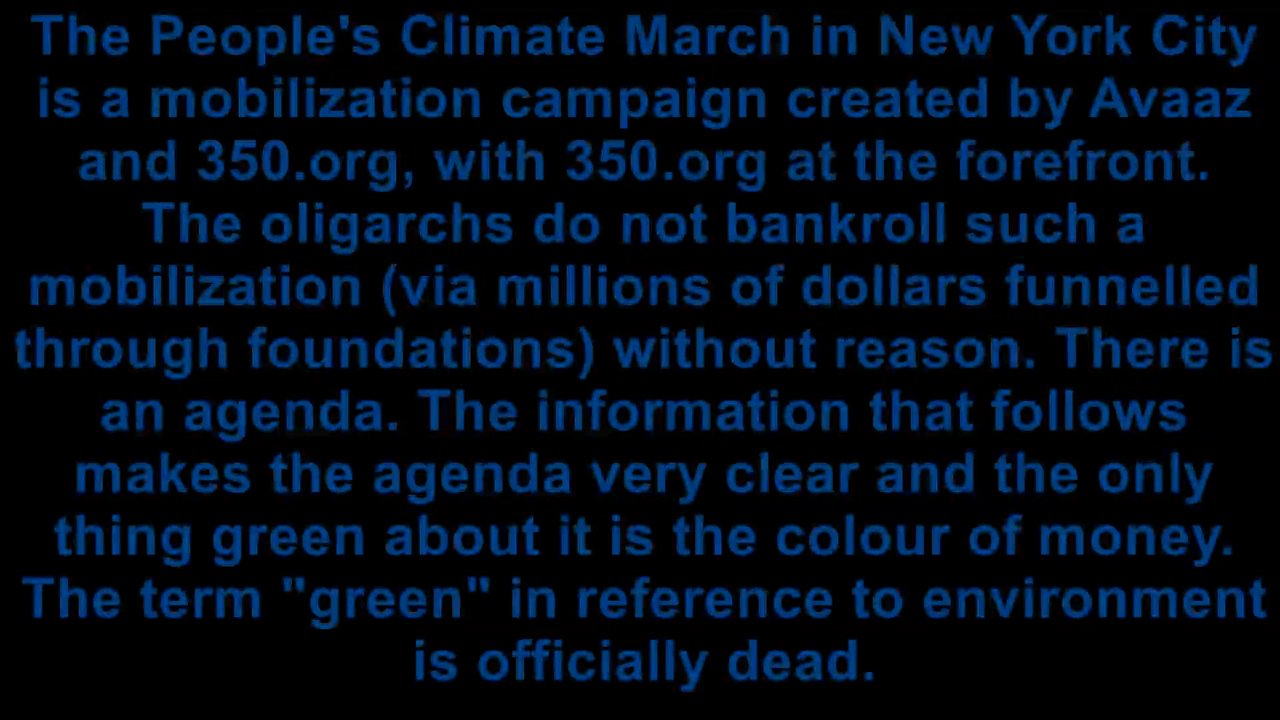 The People's Climate March in New York City
is a mobilization campaign created by Avaaz
and 350.org, with 350.org at the forefront.
The oligarchs do not bankroll such a
mobilization (via millions of dollars funnelled
through foundations) without reason. There is
an agenda. The information that follows
makes the agenda very clear and the only
thing green about it is the colour of money.
The term "green" in reference to environment
is officially dead.